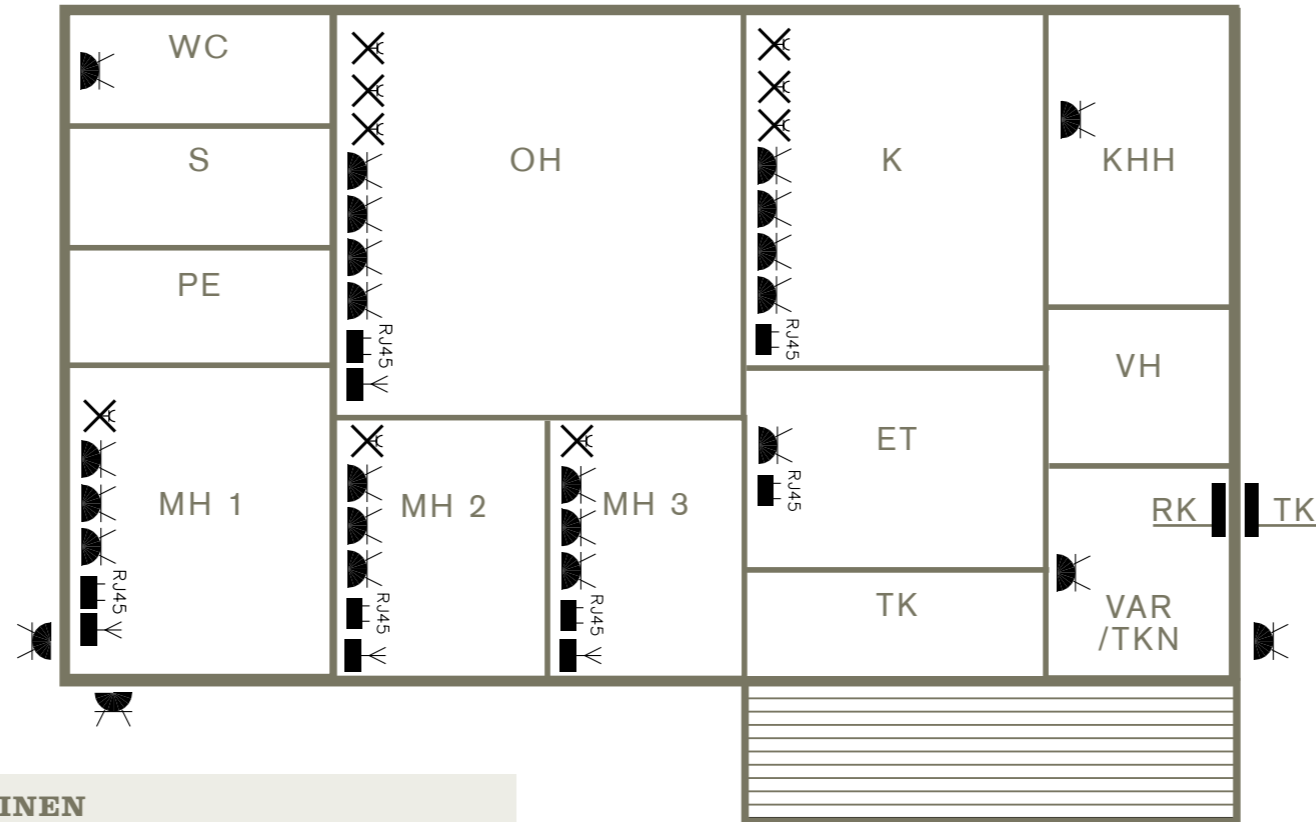 WC
OH
K
KHH
S
PE
RJ45
RJ45
VH
ET
RJ45
MH 1
MH 2
MH 3
RK
TK
RJ45
RJ45
RJ45
TK
VAR
/TKN
INEN